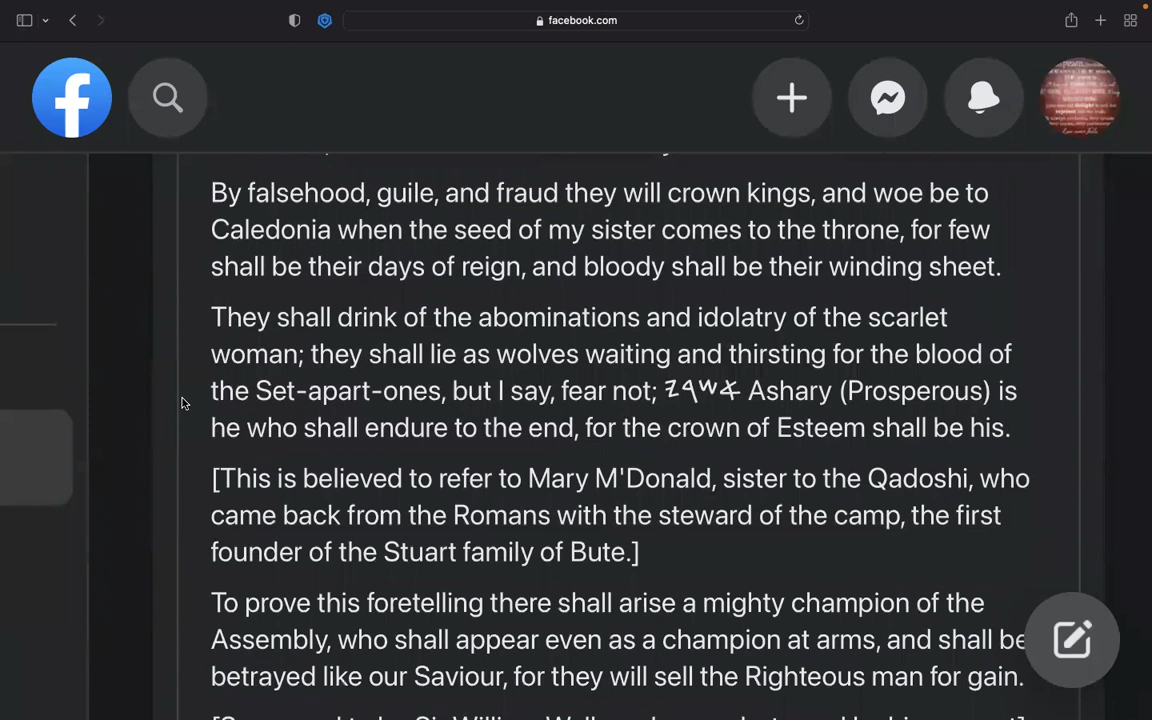 facebook.com
By falsehood, guile, and fraud they will crown kings, and woe be to
Caledonia when the seed of my sister comes to the throne, for few
shall be their days of reign, and bloody shall be their winding sheet.
They shall drink of the abominations and idolatry of the scarlet
woman; they shall lie as wolves waiting and thirsting for the blood of
the Set-apart-ones, but I say, fear not; 𐤉𐤓𐤔𐤀 Ashary (Prosperous) is
he who shall endure to the end, for the crown of Esteem shall be his.
[This is believed to refer to Mary M'Donald, sister to the Qadoshi, who
came back from the Romans with the steward of the camp, the first
founder of the Stuart family of Bute.]
To prove this foretelling there shall arise a mighty champion of the
Assembly, who shall appear even as a champion at arms, and shall be
betrayed like our Saviour, for they will sell the Righteous man for gain.